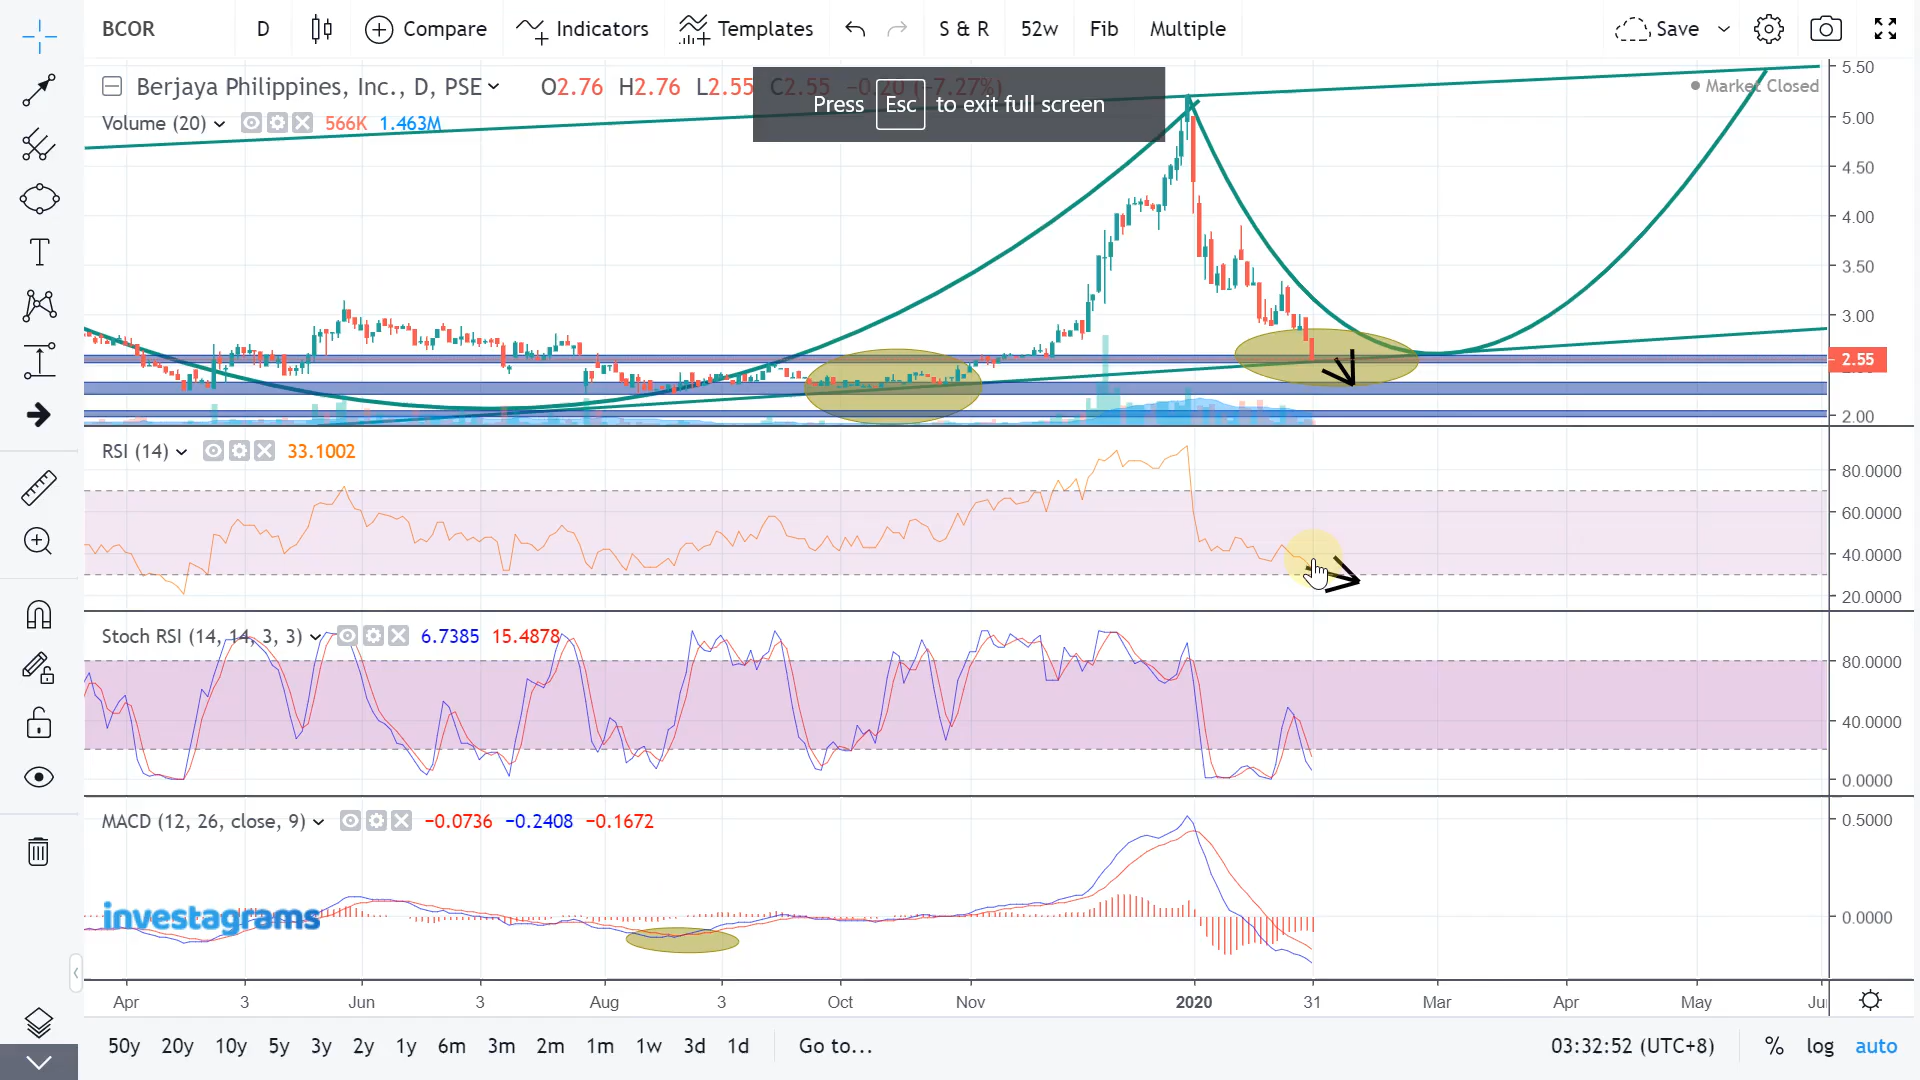 BCOR D Compare Indicators Templates S & R 52w Fib Multiple Save
Berjaya Philippines, Inc., D, PSE O2.76 H2.76 L2.55 C2.55 −0.20 (−7.27%)
Press Esc to exit full screen
Market Closed
Volume (20) 566K 1.463M
5.50
5.00
4.50
4.00
3.50
3.00
2.55
2.00
RSI (14) 33.1002
80.0000
60.0000
40.0000
20.0000
Stoch RSI (14, 14, 3, 3) 6.7385 15.4878
80.0000
40.0000
0.0000
MACD (12, 26, close, 9) −0.0736 −0.2408 −0.1672
0.5000
0.0000
investagrams
Apr 3 Jun 3 Aug 3 Oct Nov 2020 31 Mar Apr May Ju
50y 20y 10y 5y 3y 2y 1y 6m 3m 2m 1m 1w 3d 1d Go to... 03:32:52 (UTC+8) % log auto